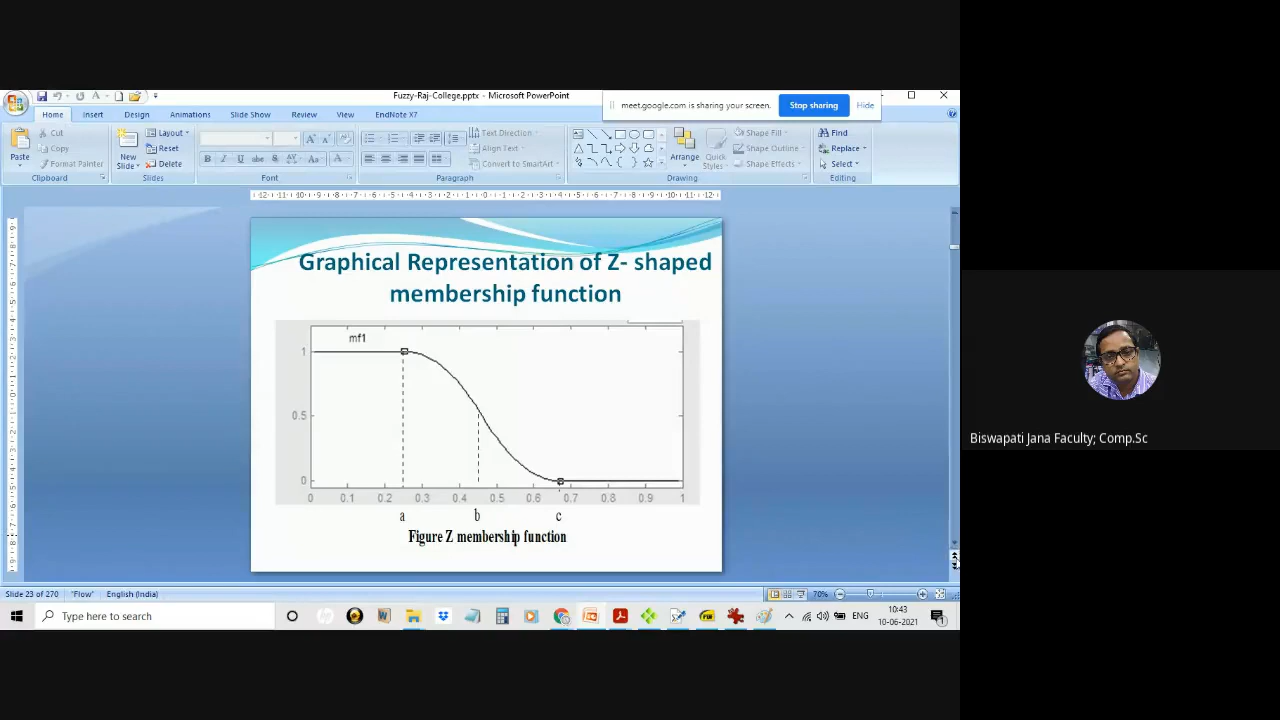 Fuzzy-Raj-College.pptx - Microsoft PowerPoint
meet.google.com is sharing your screen. Stop sharing Hide
Home Insert Design Animations Slide Show Review View EndNote X7
Paste
Cut
Copy
Format Painter
Clipboard
New
Slide
Layout
Reset
Delete
Slides
B I U abc S AV Aa A
Font
Text Direction
Align Text
Convert to SmartArt
Paragraph
Arrange
Quick
Styles
Shape Fill
Shape Outline
Shape Effects
Drawing
Find
Replace
Select
Editing
Graphical Representation of Z- shaped
membership function
mf1
1
0.5
0
0 0.1 0.2 0.3 0.4 0.5 0.6 0.7 0.8 0.9 1
a b c
Figure Z membership function
Biswapati Jana Faculty; Comp.Sc
Slide 23 of 270 "Flow" English (India) 70%
Type here to search
ENG
10:43
10-06-2021